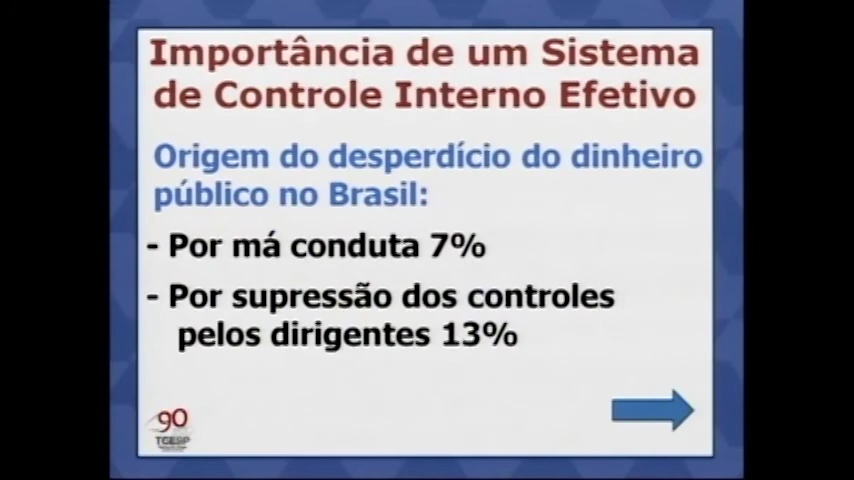 Importância de um Sistema
de Controle Interno Efetivo
Origem do desperdício do dinheiro
público no Brasil:
- Por má conduta 7%
- Por supressão dos controles
pelos dirigentes 13%
90
TCESP